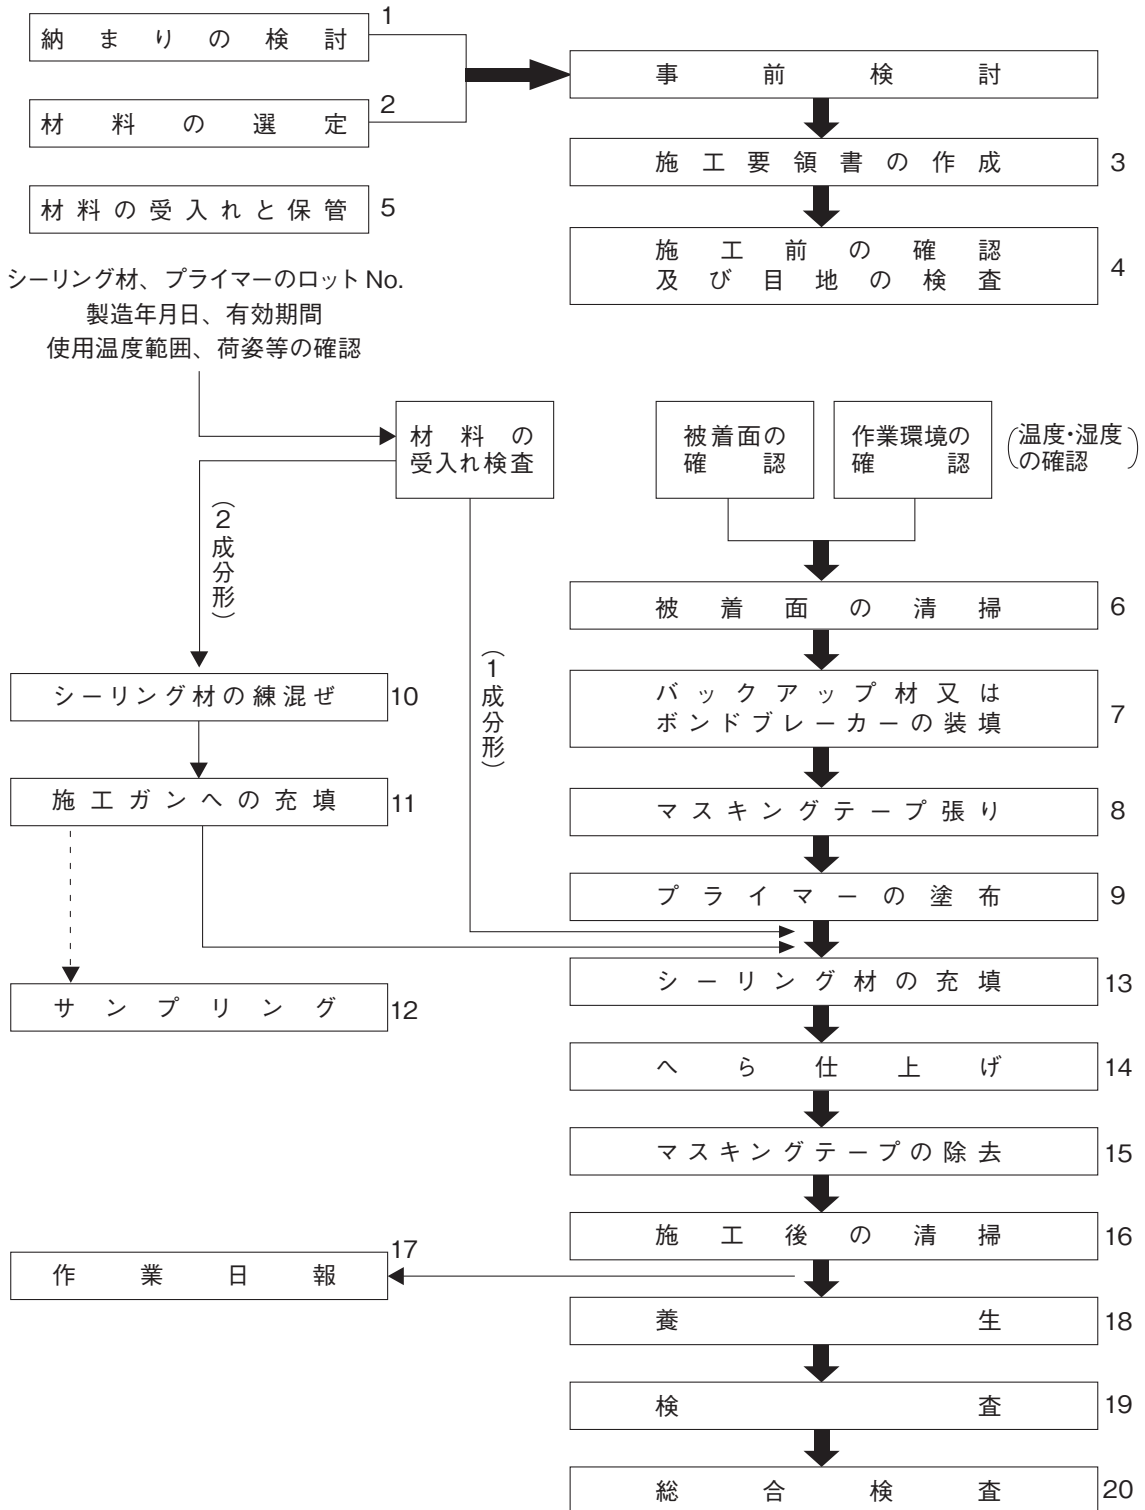 納まりの検討
1
材料の選定
2
事前検討
施工要領書の作成
3
施工前の確認
及び目地の検査
4
材料の受入れと保管
5
シーリング材、プライマーのロット No.
製造年月日、有効期間
使用温度範囲、荷姿等の確認
材料の
受入れ検査
被着面の
確認
作業環境の
確認
(温度・湿度
の確認)
(2成分形)
(1成分形)
被着面の清掃
6
バックアップ材又は
ボンドブレーカーの装填
7
マスキングテープ張り
8
プライマーの塗布
9
シーリング材の練混ぜ
10
施工ガンへの充填
11
サンプリング
12
シーリング材の充填
13
へら仕上げ
14
マスキングテープの除去
15
施工後の清掃
16
作業日報
17
養生
18
検査
19
総合検査
20